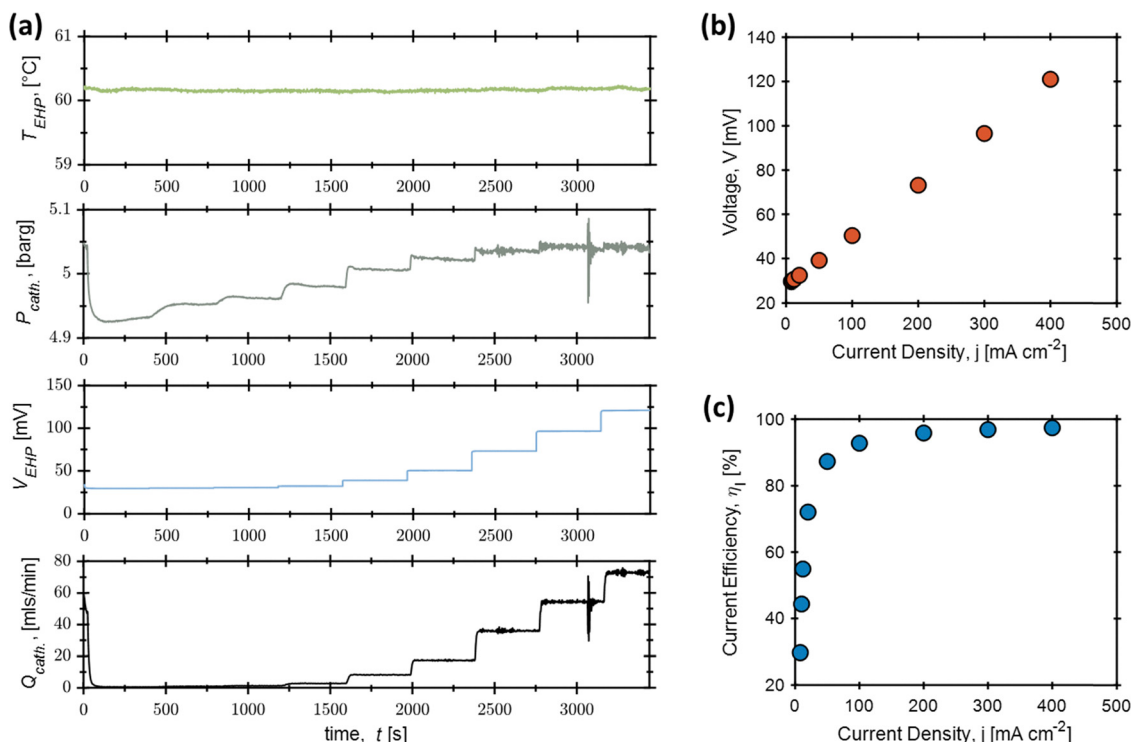 (a)
61
60
59
T_EHP, [°C]
0 500 1000 1500 2000 2500 3000
5.1
5
4.9
P_cath., [barg]
0 500 1000 1500 2000 2500 3000
150
100
50
0
V_EHP [mV]
0 500 1000 1500 2000 2500 3000
80
60
40
20
0
Q_cath., [mls/min]
0 500 1000 1500 2000 2500 3000
time, t [s]
(b)
140
120
100
80
60
40
20
Voltage, V [mV]
0 100 200 300 400 500
Current Density, j [mA cm⁻²]
(c)
100
80
60
40
20
Current Efficiency, η_I [%]
0 100 200 300 400 500
Current Density, j [mA cm⁻²]